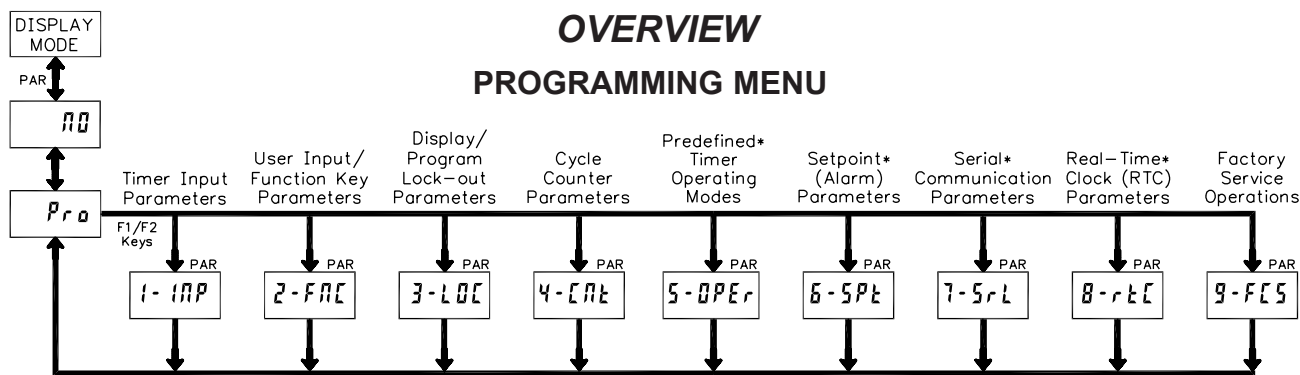 OVERVIEW
PROGRAMMING MENU
DISPLAY
MODE
PAR
NO
Pro
F1/F2
Keys
Timer Input
Parameters
PAR
1-INP
User Input/
Function Key
Parameters
PAR
2-FNC
Display/
Program
Lock-out
Parameters
PAR
3-LOC
Cycle
Counter
Parameters
PAR
4-CNt
Predefined*
Timer
Operating
Modes
PAR
5-OPEr
Setpoint*
(Alarm)
Parameters
PAR
6-SPt
Serial*
Communication
Parameters
PAR
7-SrL
Real-Time*
Clock (RTC)
Parameters
PAR
8-rtC
Factory
Service
Operations
PAR
9-FCS